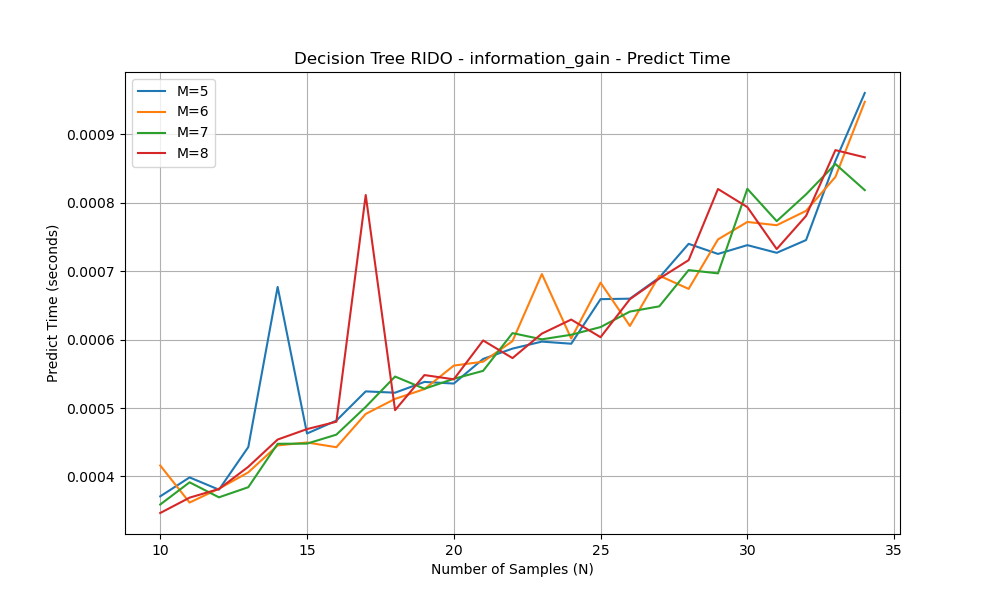 Decision Tree RIDO - information_gain - Predict Time
M=5
M=6
M=7
M=8
0.0009
0.0008
0.0007
0.0006
0.0005
0.0004
Predict Time (seconds)
10 15 20 25 30 35
Number of Samples (N)